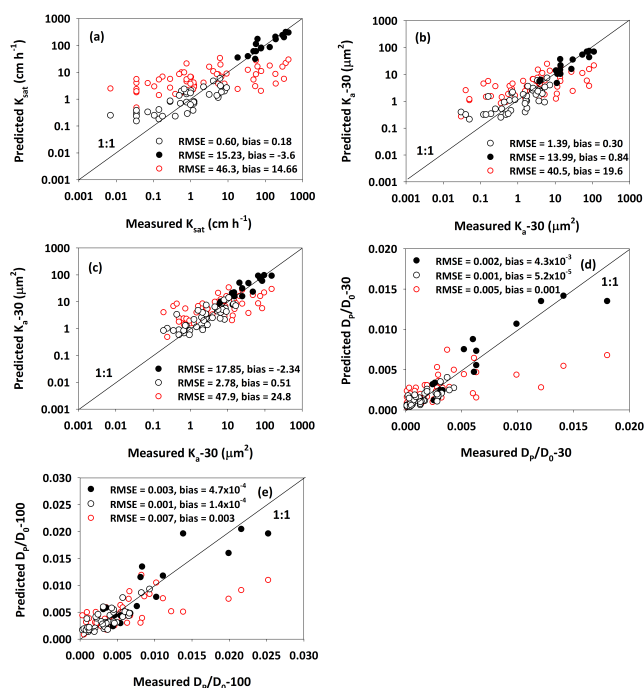 (a)
1000
100
10
1
0.1
0.01
0.001
Predicted K_sat (cm h⁻¹)
1:1
RMSE = 0.60, bias = 0.18
RMSE = 15.23, bias = -3.6
RMSE = 46.3, bias = 14.66
0.001 0.01 0.1 1 10 100 1000
Measured K_sat (cm h⁻¹)
(b)
1000
100
10
1
0.1
0.01
0.001
Predicted K_a-30 (μm²)
1:1
RMSE = 1.39, bias = 0.30
RMSE = 13.99, bias = 0.84
RMSE = 40.5, bias = 19.6
0.001 0.01 0.1 1 10 100 1000
Measured K_a-30 (μm²)
(c)
1000
100
10
1
0.1
0.01
0.001
Predicted K_a-30 (μm²)
1:1
RMSE = 17.85, bias = -2.34
RMSE = 2.78, bias = 0.51
RMSE = 47.9, bias = 24.8
0.001 0.01 0.1 1 10 100 1000
Measured K_a-30 (μm²)
(d)
0.020
0.015
0.010
0.005
0.000
Predicted D_P/D_0-30
RMSE = 0.002, bias = 4.3x10⁻³
RMSE = 0.001, bias = 5.2x10⁻⁵
RMSE = 0.005, bias = 0.001
1:1
0.000 0.005 0.010 0.015 0.020
Measured D_P/D_0-30
(e)
0.030
0.025
0.020
0.015
0.010
0.005
0.000
Predicted D_P/D_0-100
RMSE = 0.003, bias = 4.7x10⁻⁴
RMSE = 0.001, bias = 1.4x10⁻⁴
RMSE = 0.007, bias = 0.003
1:1
0.000 0.005 0.010 0.015 0.020 0.025 0.030
Measured D_P/D_0-100